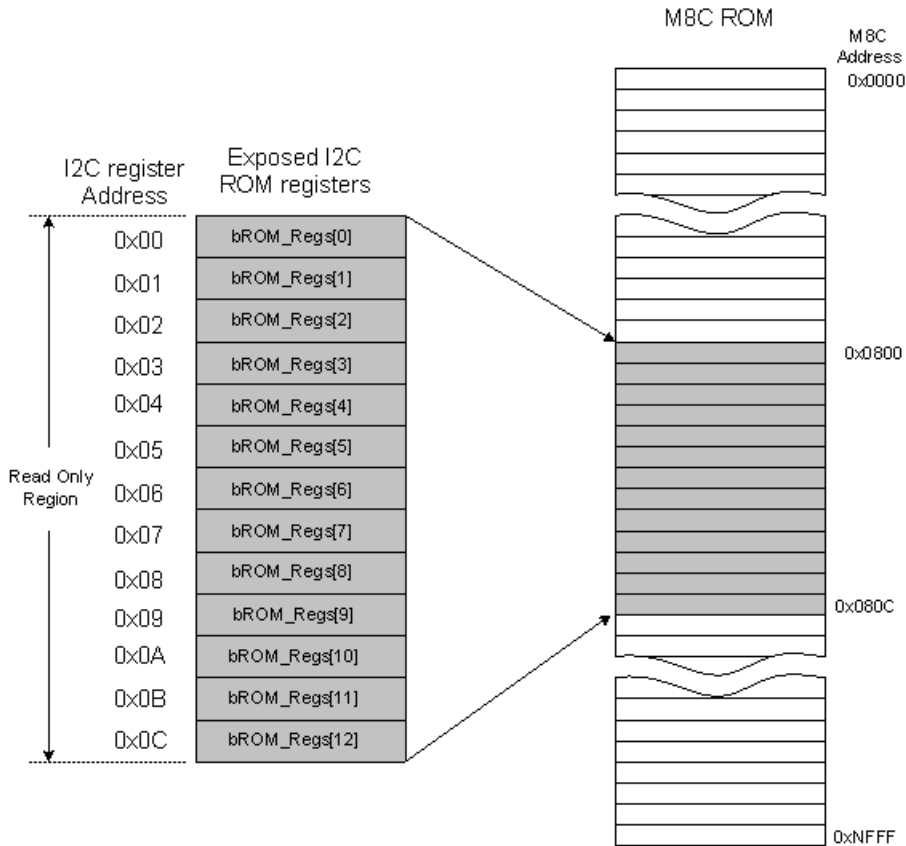 M8C ROM
M8C
Address
0x0000
I2C register
Address
Exposed I2C
ROM registers
0x00
bROM_Regs[0]
0x01
bROM_Regs[1]
0x02
bROM_Regs[2]
0x03
bROM_Regs[3]
0x04
bROM_Regs[4]
0x05
bROM_Regs[5]
0x06
bROM_Regs[6]
0x07
bROM_Regs[7]
0x08
bROM_Regs[8]
0x09
bROM_Regs[9]
0x0A
bROM_Regs[10]
0x0B
bROM_Regs[11]
0x0C
bROM_Regs[12]
Read Only
Region
0x0800
0x080C
0xNFFF